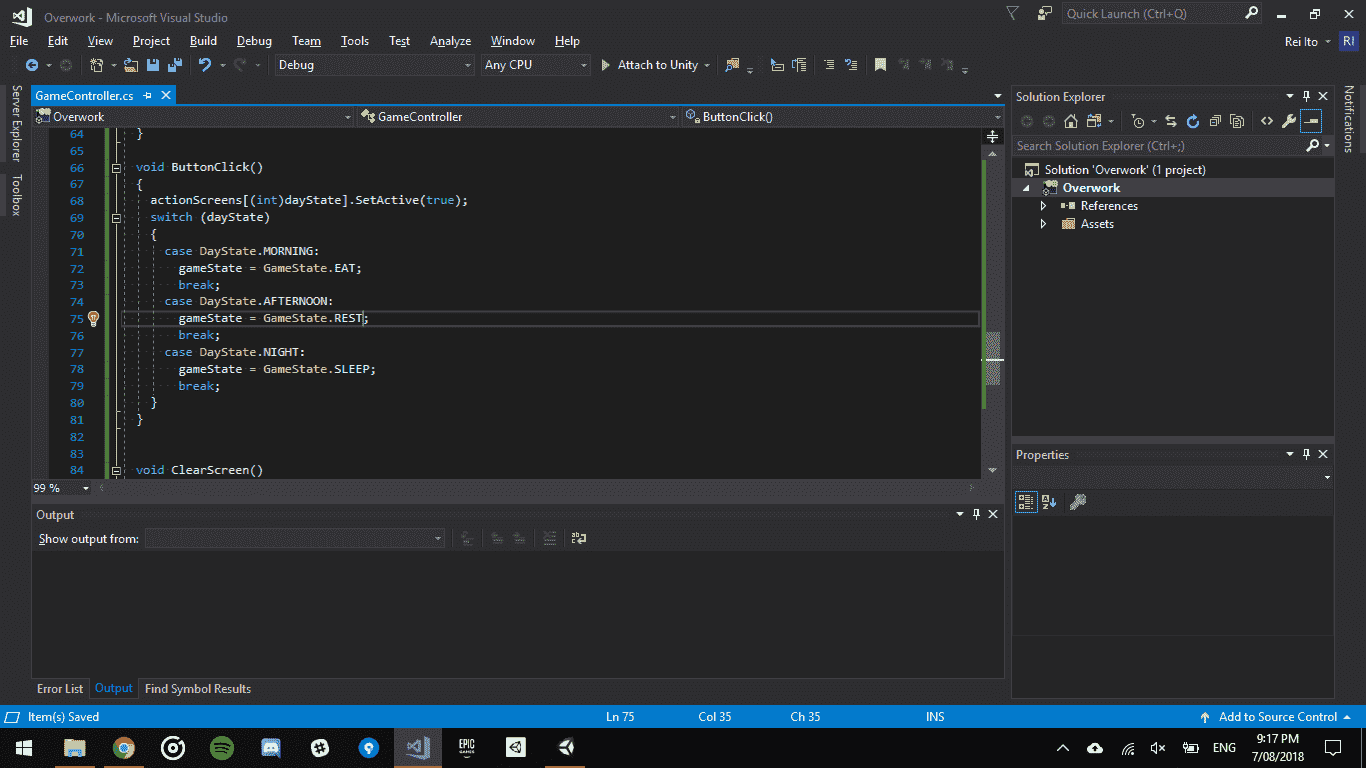 Overwork - Microsoft Visual Studio
Quick Launch (Ctrl+Q)
File Edit View Project Build Debug Team Tools Test Analyze Window Help
Rei Ito RI
Debug Any CPU Attach to Unity
Server Explorer
Toolbox
GameController.cs
Overwork GameController ButtonClick()
64 }
65
66 void ButtonClick()
67 {
68 actionScreens[(int)dayState].SetActive(true);
69 switch (dayState)
70 {
71 case DayState.MORNING:
72 gameState = GameState.EAT;
73 break;
74 case DayState.AFTERNOON:
75 gameState = GameState.REST;
76 break;
77 case DayState.NIGHT:
78 gameState = GameState.SLEEP;
79 break;
80 }
81 }
82
83
84 void ClearScreen()
99 %
Output
Show output from:
Error List Output Find Symbol Results
Solution Explorer
Search Solution Explorer (Ctrl+;)
Solution 'Overwork' (1 project)
Overwork
References
Assets
Properties
Notifications
Item(s) Saved Ln 75 Col 35 Ch 35 INS Add to Source Control
EPIC
GAMES
ENG
9:17 PM
7/08/2018